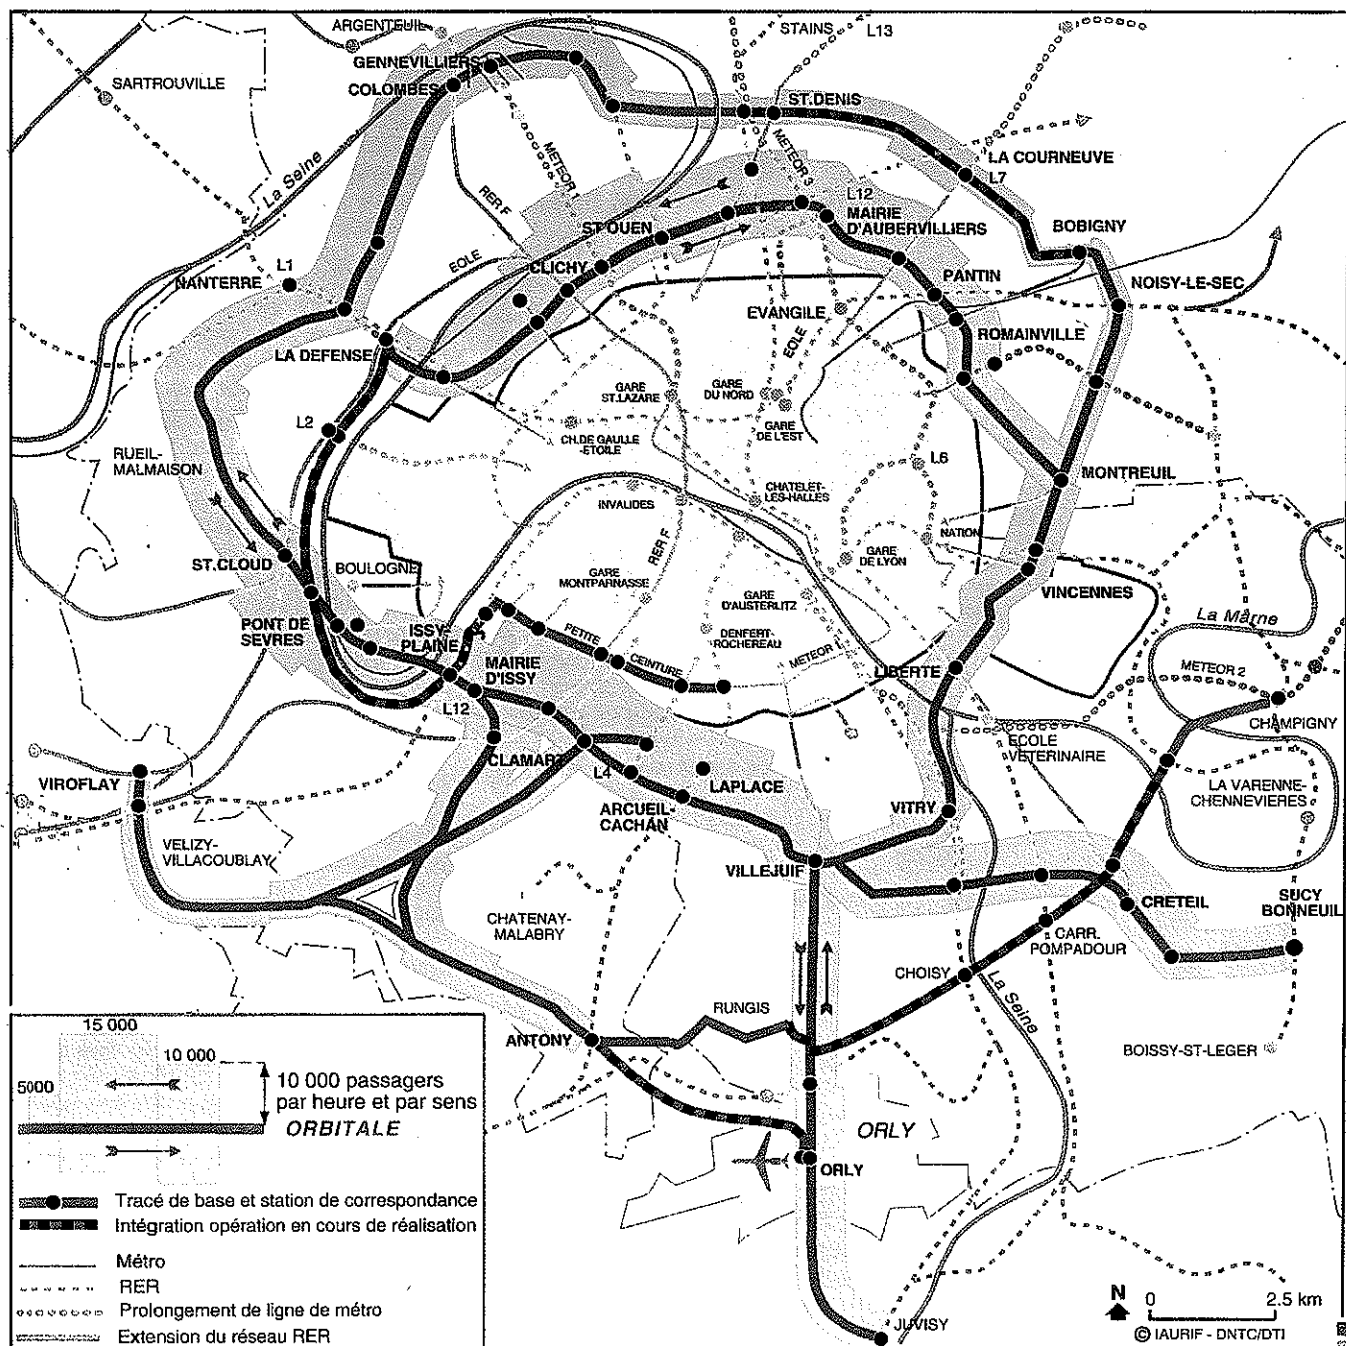 ARGENTEUIL
STAINS
L13
GENNEVILLIERS
SARTROUVILLE
COLOMBES
ST.DENIS
METEOR 1
METEOR 3
LA COURNEUVE
L7
La Seine
RER F
L12
MAIRIE
D'AUBERVILLIERS
BOBIGNY
ST OUEN
EOLE
CLICHY
PANTIN
L1
NANTERRE
NOISY-LE-SEC
EVANGILE
ROMAINVILLE
EOLE
LA DEFENSE
GARE
ST.LAZARE
GARE
DU NORD
L2
CH.DE GAULLE
-ETOILE
GARE
DE L'EST
RUEIL-
MALMAISON
L6
MONTREUIL
CHATELET-
LES-HALLES
INVALIDES
NATION
RER F
ST.CLOUD
BOULOGNE
GARE
MONTPARNASSE
GARE
DE LYON
VINCENNES
GARE
D'AUSTERLITZ
La Marne
PONT DE
SEVRES
ISSY-
PLAINE
PETITE
CEINTURE
DENFERT-
ROCHEREAU
METEOR 1
MAIRIE
D'ISSY
METEOR 2
LIBERTE
L12
CHAMPIGNY
CLAMART
ECOLE
VETERINAIRE
VIROFLAY
L4
LAPLACE
LA VARENNE-
CHENNEVIERES
ARCUEIL-
CACHAN
VITRY
VELIZY-
VILLACOUBLAY
VILLEJUIF
CRETEIL
SUCY
BONNEUIL
CHATENAY-
MALABRY
CARR.
POMPADOUR
CHOISY
La Seine
RUNGIS
ANTONY
BOISSY-ST-LEGER
ORLY
ORLY
JUVISY
15 000
10 000
5000
10 000 passagers
par heure et par sens
ORBITALE
Tracé de base et station de correspondance
Intégration opération en cours de réalisation
Métro
RER
Prolongement de ligne de métro
Extension du réseau RER
N
0 2.5 km
© IAURIF - DNTC/DTI